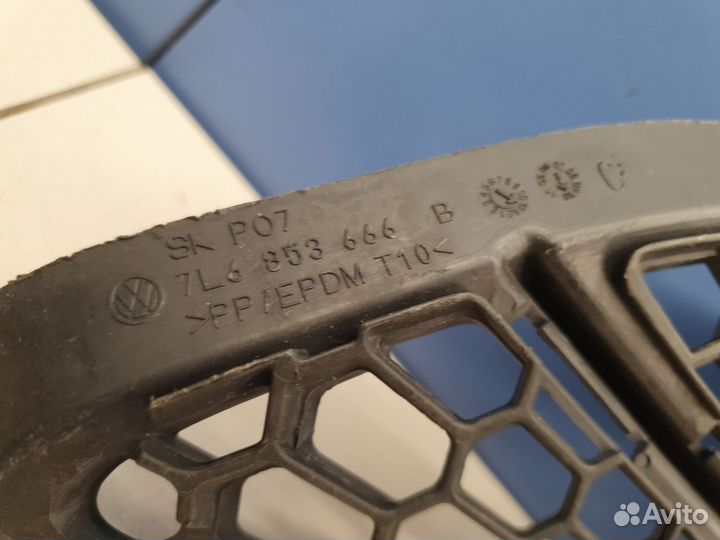 SK P07
7L6 853 666 B
>PP/EPDM T10<
Avito